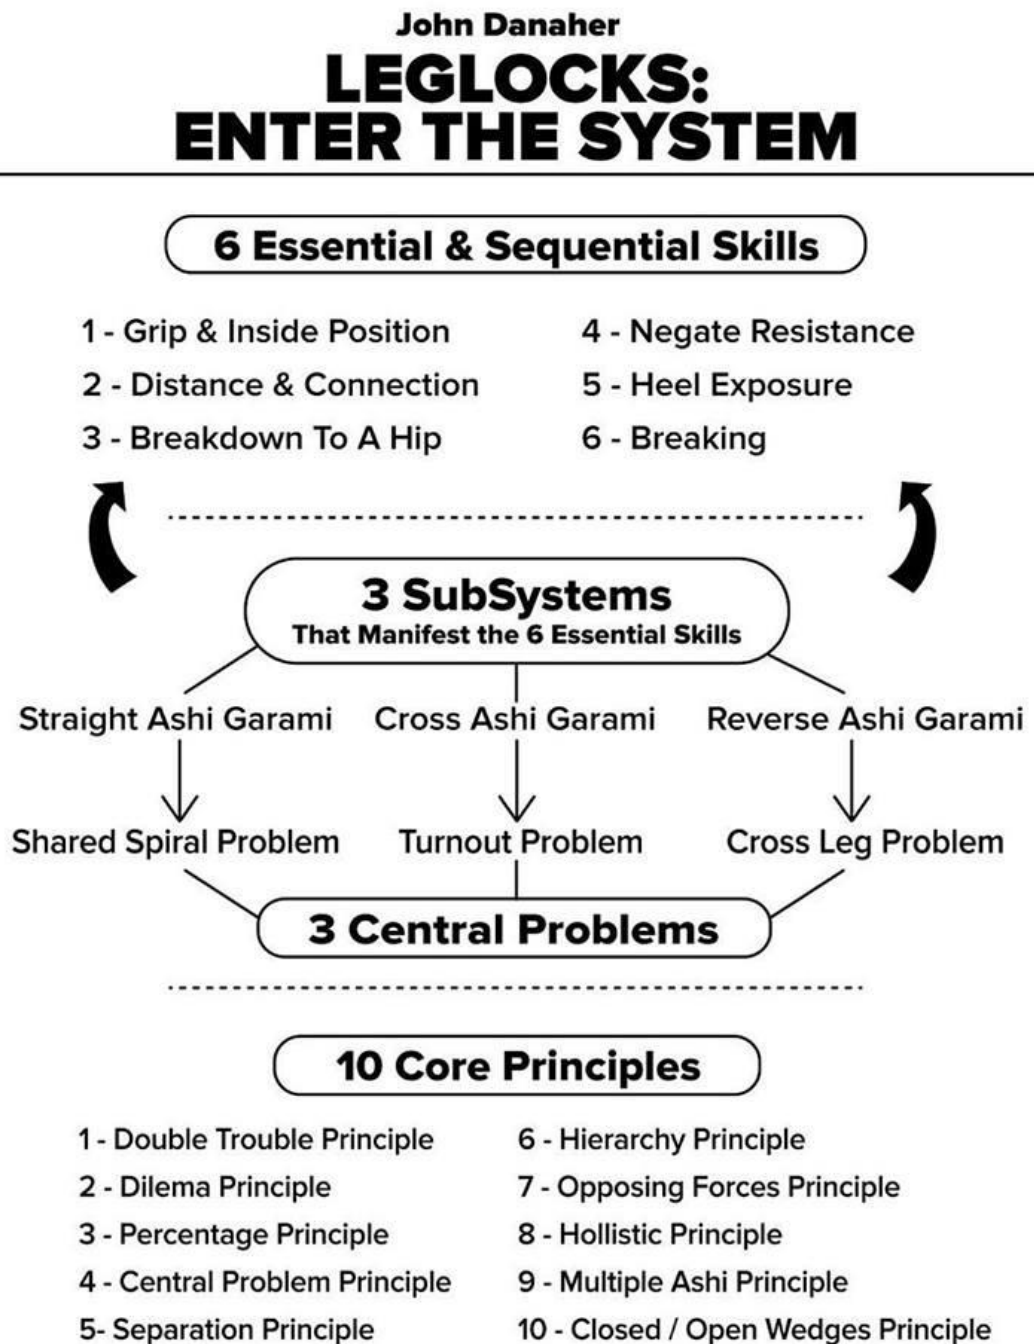 John Danaher
LEGLOCKS:
ENTER THE SYSTEM
6 Essential & Sequential Skills
1 - Grip & Inside Position
2 - Distance & Connection
3 - Breakdown To A Hip
4 - Negate Resistance
5 - Heel Exposure
6 - Breaking
3 SubSystems
That Manifest the 6 Essential Skills
Straight Ashi Garami
Cross Ashi Garami
Reverse Ashi Garami
Shared Spiral Problem
Turnout Problem
Cross Leg Problem
3 Central Problems
10 Core Principles
1 - Double Trouble Principle
2 - Dilema Principle
3 - Percentage Principle
4 - Central Problem Principle
5- Separation Principle
6 - Hierarchy Principle
7 - Opposing Forces Principle
8 - Hollistic Principle
9 - Multiple Ashi Principle
10 - Closed / Open Wedges Principle